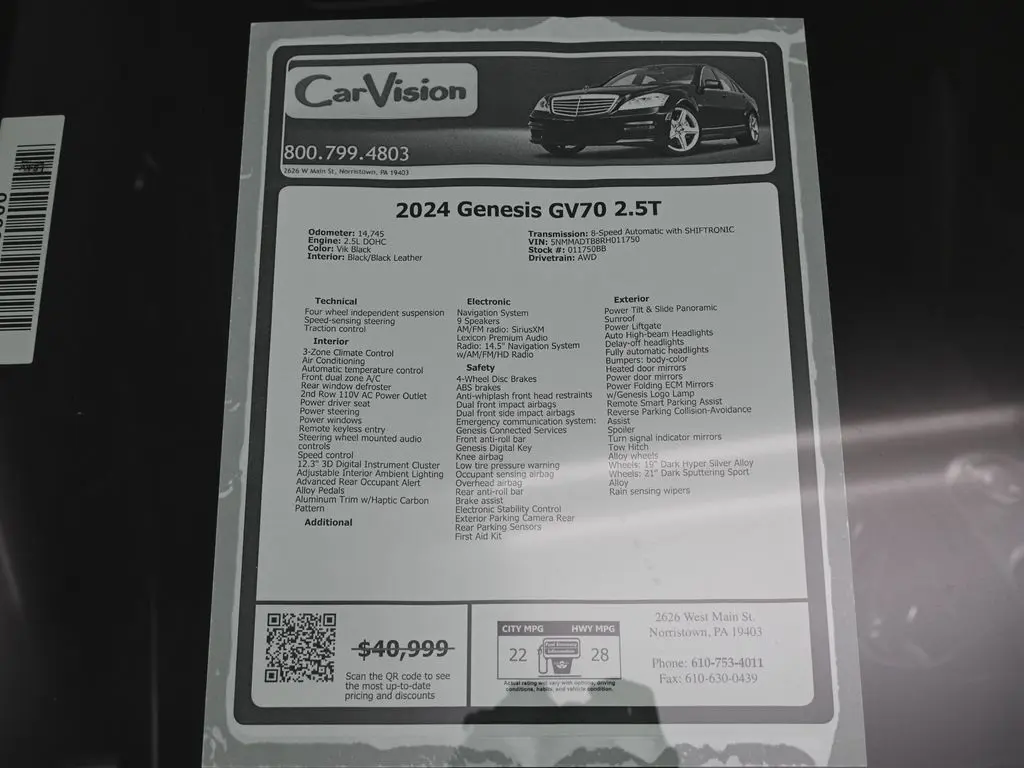 CarVision
800.799.4803
2626 W Main St, Norristown, PA 19403
2024 Genesis GV70 2.5T
Odometer: 14,745
Engine: 2.5L DOHC
Color: Vik Black
Interior: Black/Black Leather
Transmission: 8-Speed Automatic with SHIFTRONIC
VIN: 5NMMADTB8RH011750
Stock #: 011750BB
Drivetrain: AWD
Technical
Four wheel independent suspension
Speed-sensing steering
Traction control
Interior
3-Zone Climate Control
Air Conditioning
Automatic temperature control
Front dual zone A/C
Rear window defroster
2nd Row 110V AC Power Outlet
Power driver seat
Power steering
Power windows
Remote keyless entry
Steering wheel mounted audio
controls
Speed control
12.3" 3D Digital Instrument Cluster
Adjustable Interior Ambient Lighting
Advanced Rear Occupant Alert
Alloy Pedals
Aluminum Trim w/Haptic Carbon
Pattern
Additional
Electronic
Navigation System
9 Speakers
AM/FM radio: SiriusXM
Lexicon Premium Audio
Radio: 14.5" Navigation System
w/AM/FM/HD Radio
Safety
4-Wheel Disc Brakes
ABS brakes
Anti-whiplash front head restraints
Dual front impact airbags
Dual front side impact airbags
Emergency communication system:
Genesis Connected Services
Front anti-roll bar
Genesis Digital Key
Knee airbag
Low tire pressure warning
Occupant sensing airbag
Overhead airbag
Rear anti-roll bar
Brake assist
Electronic Stability Control
Exterior Parking Camera Rear
Rear Parking Sensors
First Aid Kit
Exterior
Power Tilt & Slide Panoramic
Sunroof
Power Liftgate
Auto High-beam Headlights
Delay-off headlights
Fully automatic headlights
Bumpers: body-color
Heated door mirrors
Power door mirrors
Power Folding ECM Mirrors
w/Genesis Logo Lamp
Remote Smart Parking Assist
Reverse Parking Collision-Avoidance
Assist
Spoiler
Turn signal indicator mirrors
Tow Hitch
Alloy wheels
Wheels: 19" Dark Hyper Silver Alloy
Wheels: 21" Dark Sputtering Sport
Alloy
Rain sensing wipers
$40,999
Scan the QR code to see
the most up-to-date
pricing and discounts
CITY MPG HWY MPG
22 28
Actual rating will vary with options, driving
conditions, habits, and vehicle condition.
2626 West Main St.
Norristown, PA 19403
Phone: 610-753-4011
Fax: 610-630-0439